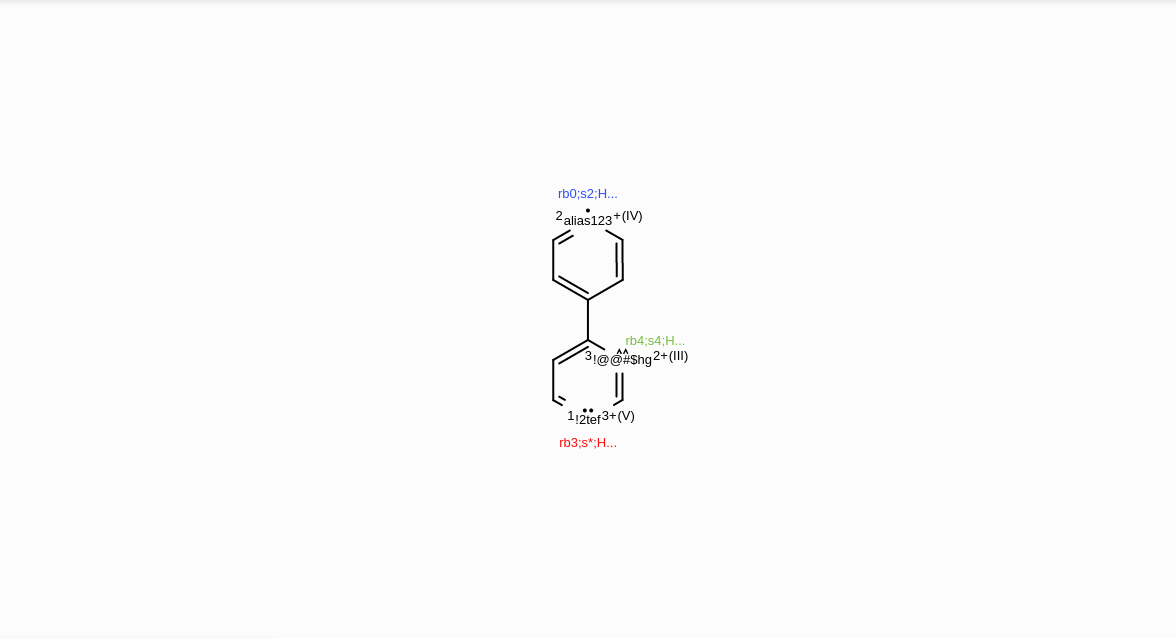 rb0;s2;H...
2alias123+(IV)
rb4;s4;H...
3!@@#$hg2+(III)
1!2tef3+(V)
rb3;s*;H...